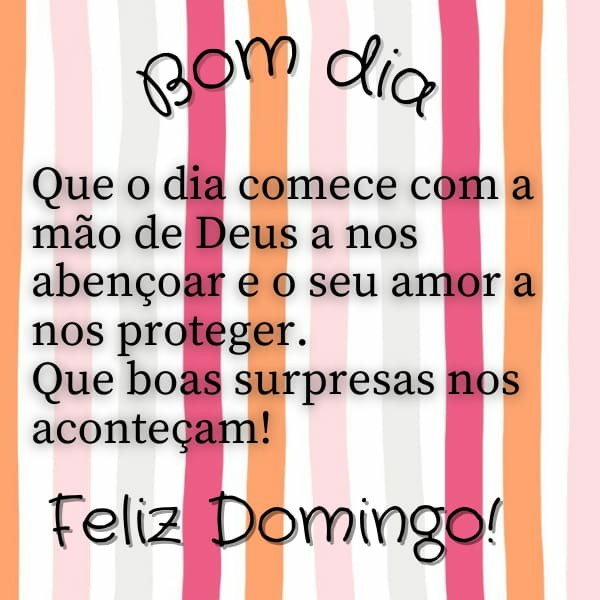 Bom dia
Que o dia comece com a
mão de Deus a nos
abençoar e o seu amor a
nos proteger.
Que boas surpresas nos
aconteçam!
Feliz Domingo!